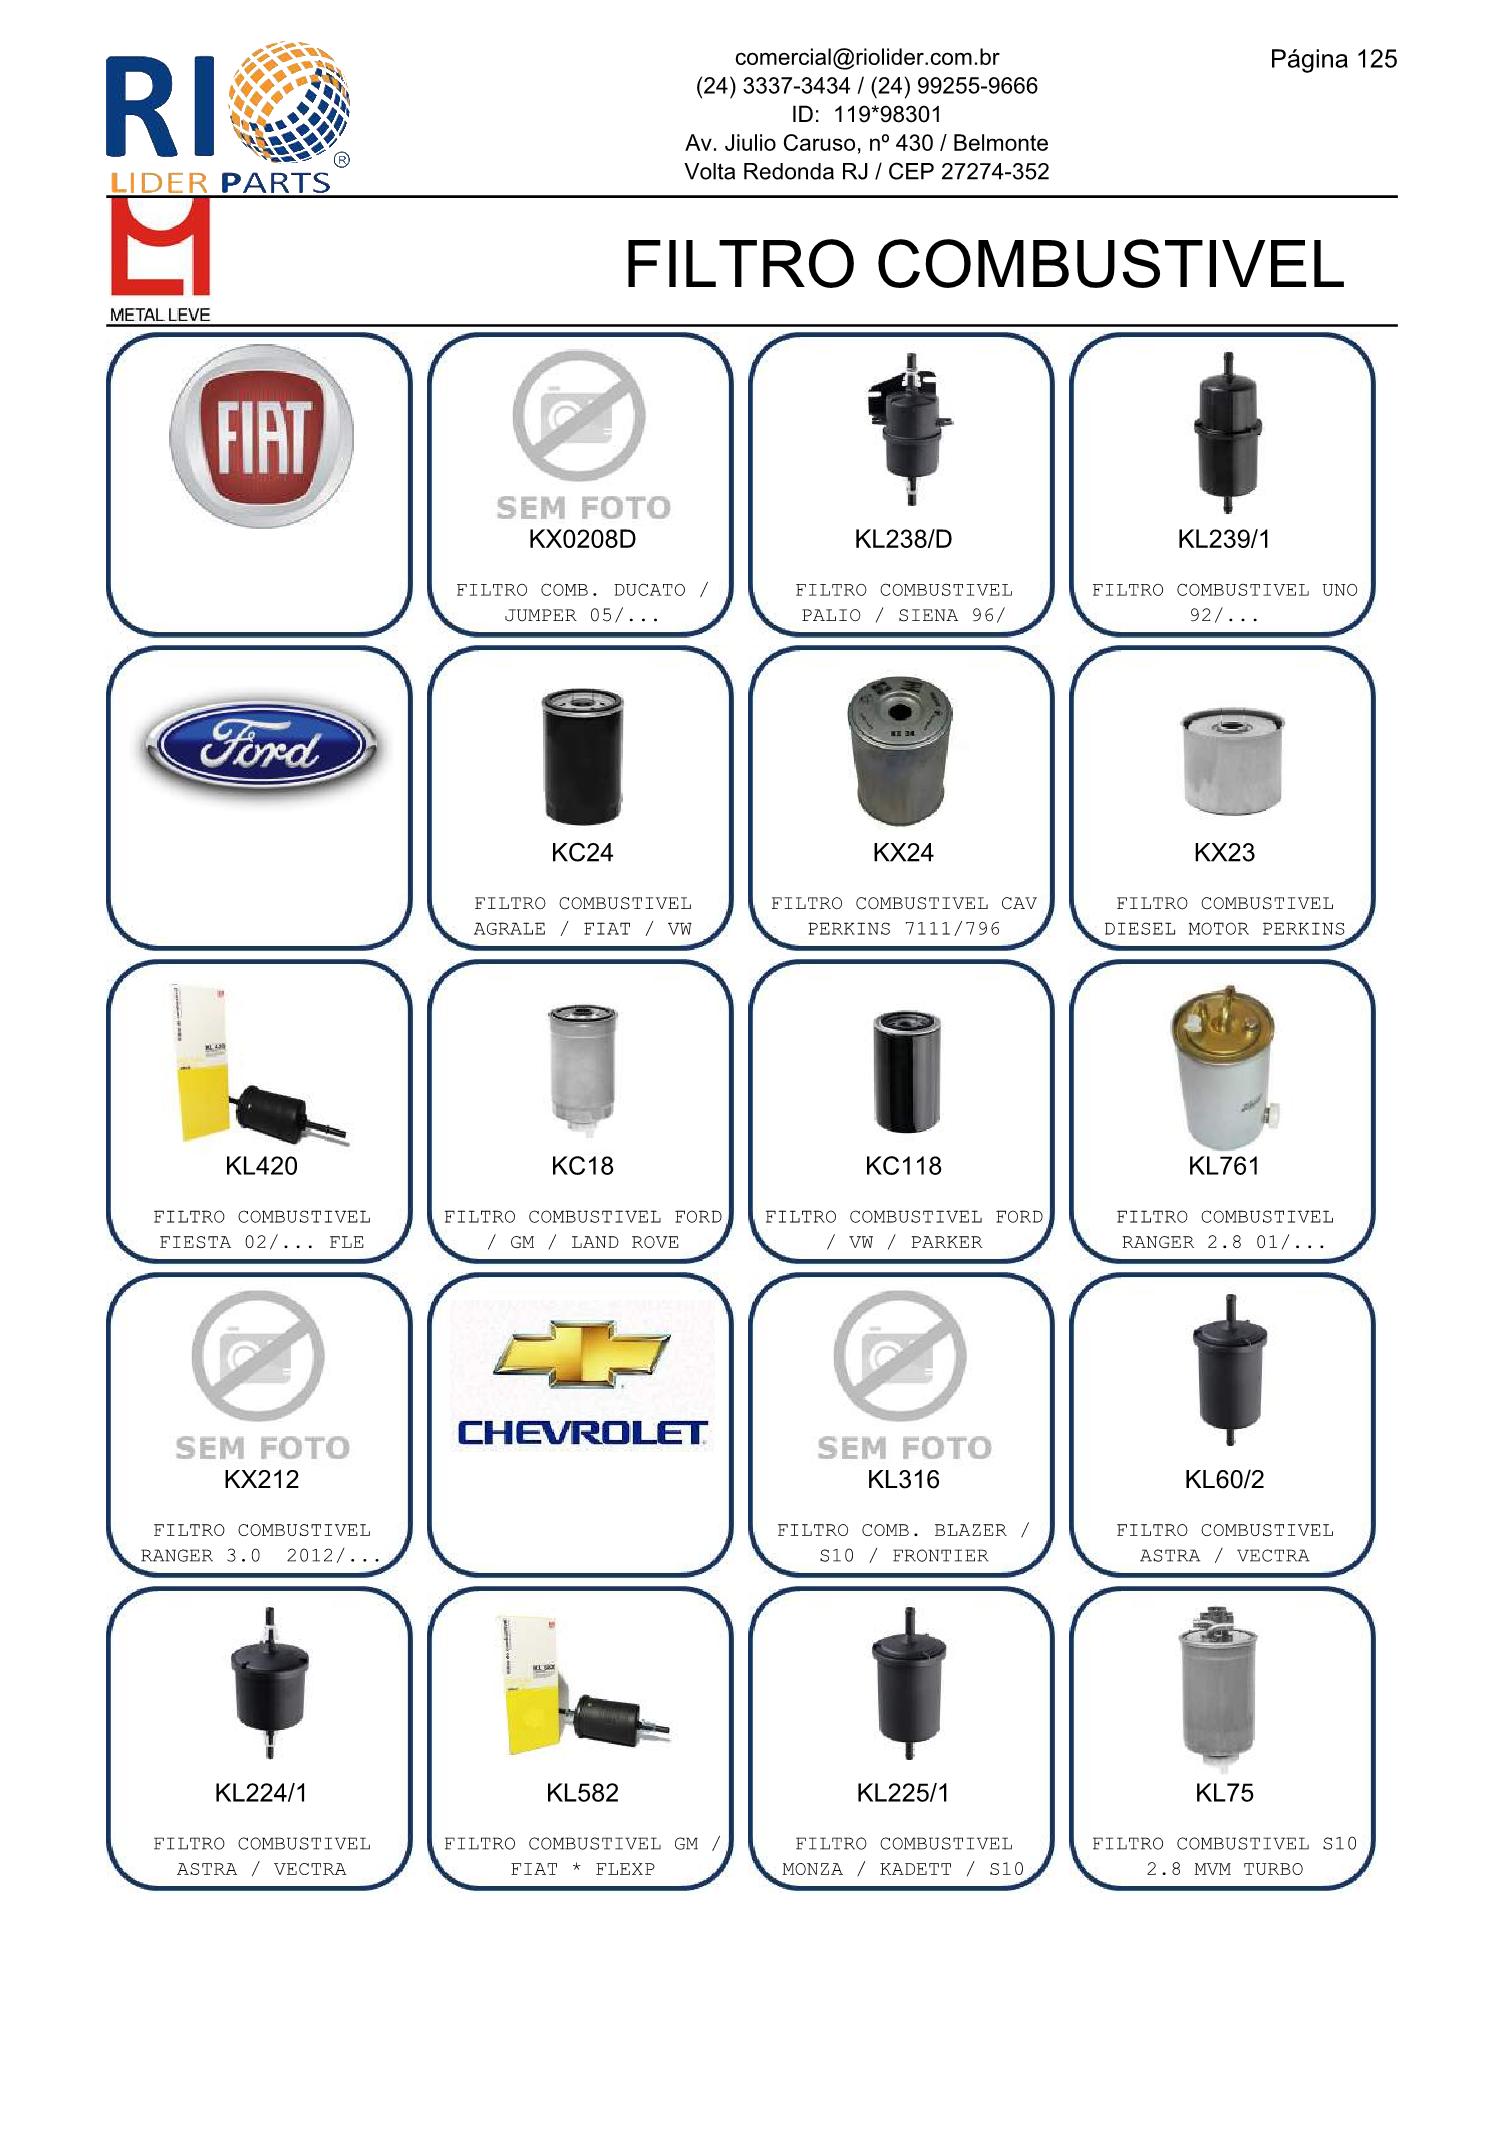 RIO
LIDER PARTS
®
comercial@riolider.com.br
(24) 3337-3434 / (24) 99255-9666
ID:  119*98301
Av. Jiulio Caruso, nº 430 / Belmonte
Volta Redonda RJ / CEP 27274-352
Página 125
METAL LEVE
FILTRO COMBUSTIVEL
FIAT
SEM FOTO
KX0208D
FILTRO COMB. DUCATO /
JUMPER 05/...
KL238/D
FILTRO COMBUSTIVEL
PALIO / SIENA 96/
KL239/1
FILTRO COMBUSTIVEL UNO
92/...
Ford
KC24
FILTRO COMBUSTIVEL
AGRALE / FIAT / VW
KX24
FILTRO COMBUSTIVEL CAV
PERKINS 7111/796
KX23
FILTRO COMBUSTIVEL
DIESEL MOTOR PERKINS
KL420
FILTRO COMBUSTIVEL
FIESTA 02/... FLE
KC18
FILTRO COMBUSTIVEL FORD
/ GM / LAND ROVE
KC118
FILTRO COMBUSTIVEL FORD
/ VW / PARKER
KL761
FILTRO COMBUSTIVEL
RANGER 2.8 01/...
SEM FOTO
KX212
FILTRO COMBUSTIVEL
RANGER 3.0  2012/...
CHEVROLET
SEM FOTO
KL316
FILTRO COMB. BLAZER /
S10 / FRONTIER
KL60/2
FILTRO COMBUSTIVEL
ASTRA / VECTRA
KL224/1
FILTRO COMBUSTIVEL
ASTRA / VECTRA
KL582
FILTRO COMBUSTIVEL GM /
FIAT * FLEXP
KL225/1
FILTRO COMBUSTIVEL
MONZA / KADETT / S10
KL75
FILTRO COMBUSTIVEL S10
2.8 MVM TURBO